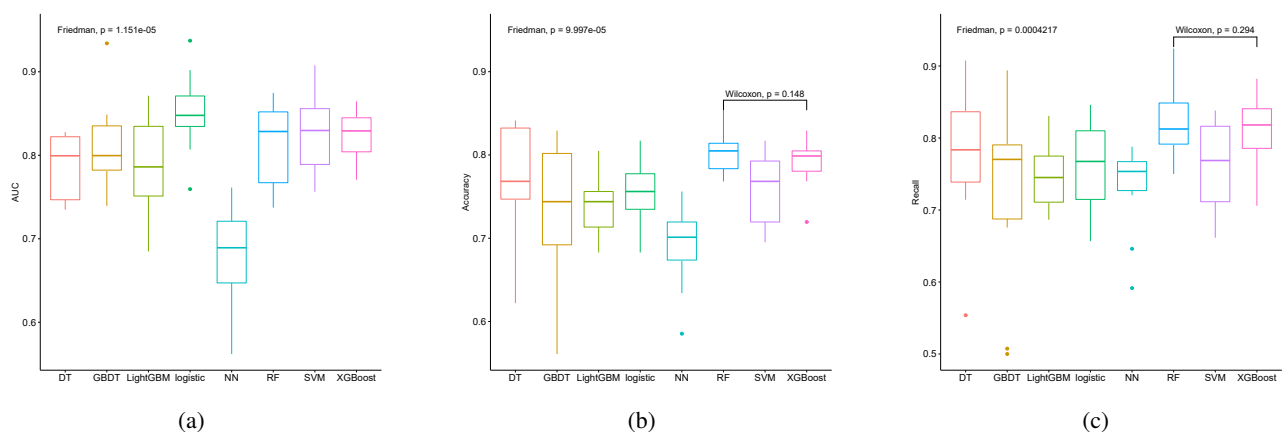 Friedman, p = 1.151e-05
AUC
0.9
0.8
0.7
0.6
DT GBDT LightGBM logistic NN RF SVM XGBoost
(a)
Friedman, p = 9.997e-05
Wilcoxon, p = 0.148
Accuracy
0.9
0.8
0.7
0.6
DT GBDT LightGBM logistic NN RF SVM XGBoost
(b)
Friedman, p = 0.0004217
Wilcoxon, p = 0.294
Recall
0.9
0.8
0.7
0.6
0.5
DT GBDT LightGBM logistic NN RF SVM XGBoost
(c)